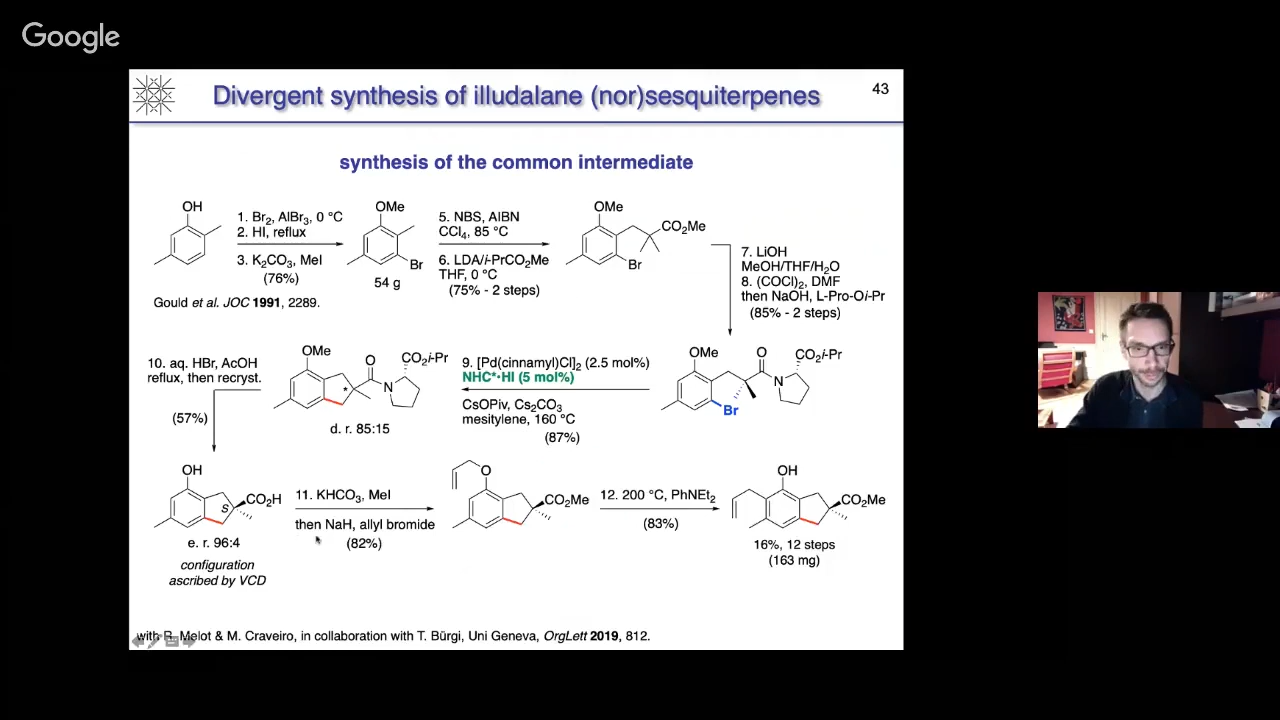 Google
Divergent synthesis of illudalane (nor)sesquiterpenes
43
synthesis of the common intermediate
OH
1. Br₂, AlBr₃, 0 °C
2. HI, reflux
3. K₂CO₃, MeI
(76%)
OMe
Br
54 g
5. NBS, AIBN
CCl₄, 85 °C
6. LDA/i-PrCO₂Me
THF, 0 °C
(75% - 2 steps)
OMe
CO₂Me
Br
7. LiOH
MeOH/THF/H₂O
8. (COCl)₂, DMF
then NaOH, L-Pro-Oi-Pr
(85% - 2 steps)
Gould et al. JOC 1991, 2289.
10. aq. HBr, AcOH
reflux, then recryst.
(57%)
OMe
O
CO₂i-Pr
*
N
d. r. 85:15
9. [Pd(cinnamyl)Cl]₂ (2.5 mol%)
NHC*·HI (5 mol%)
CsOPiv, Cs₂CO₃
mesitylene, 160 °C
(87%)
OMe
O
CO₂i-Pr
N
Br
OH
CO₂H
S
e. r. 96:4
configuration
ascribed by VCD
11. KHCO₃, MeI
then NaH, allyl bromide
(82%)
O
CO₂Me
12. 200 °C, PhNEt₂
(83%)
OH
CO₂Me
16%, 12 steps
(163 mg)
with R. Melot & M. Craveiro, in collaboration with T. Bürgi, Uni Geneva, OrgLett 2019, 812.